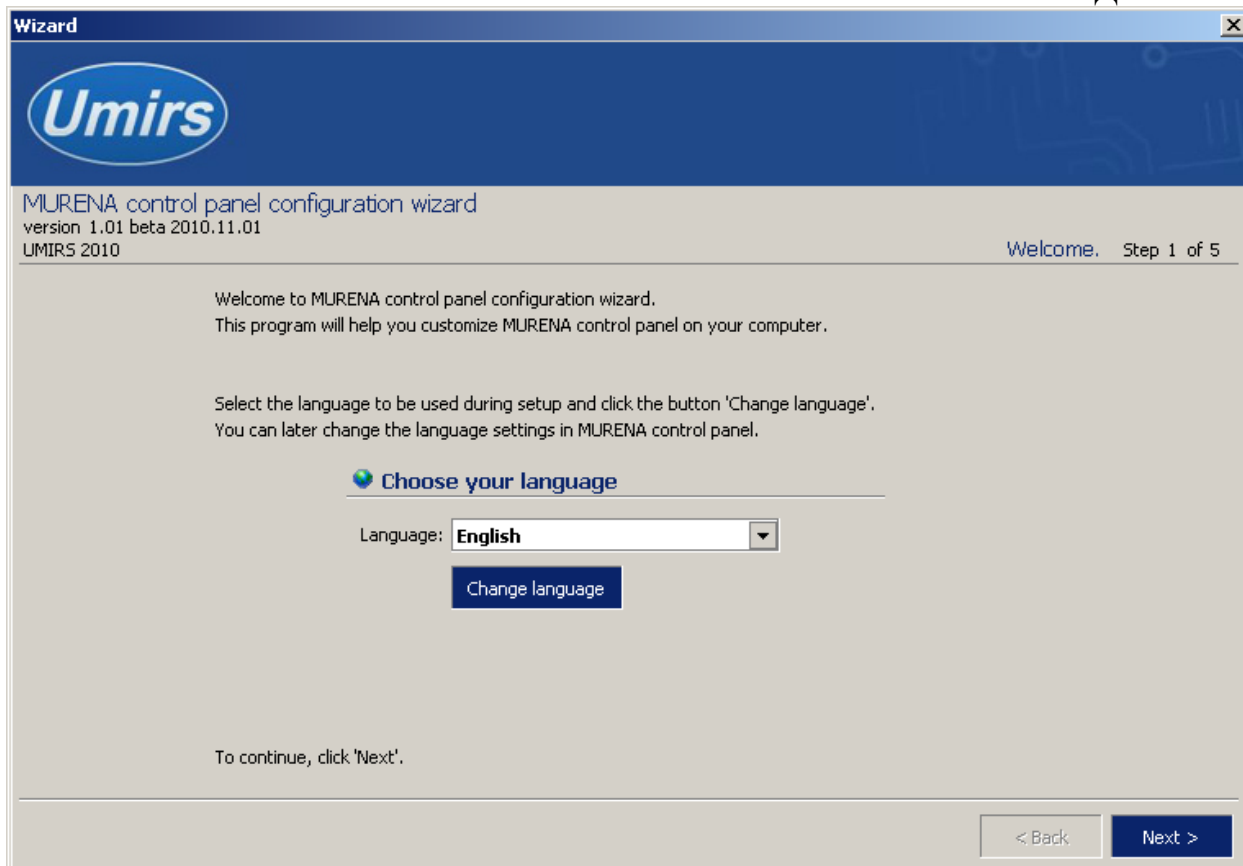 Wizard
Umirs
MURENA control panel configuration wizard
version 1.01 beta 2010.11.01
UMIRS 2010
Welcome. Step 1 of 5
Welcome to MURENA control panel configuration wizard.
This program will help you customize MURENA control panel on your computer.
Select the language to be used during setup and click the button 'Change language'.
You can later change the language settings in MURENA control panel.
Choose your language
Language: English
Change language
To continue, click 'Next'.
< Back Next >